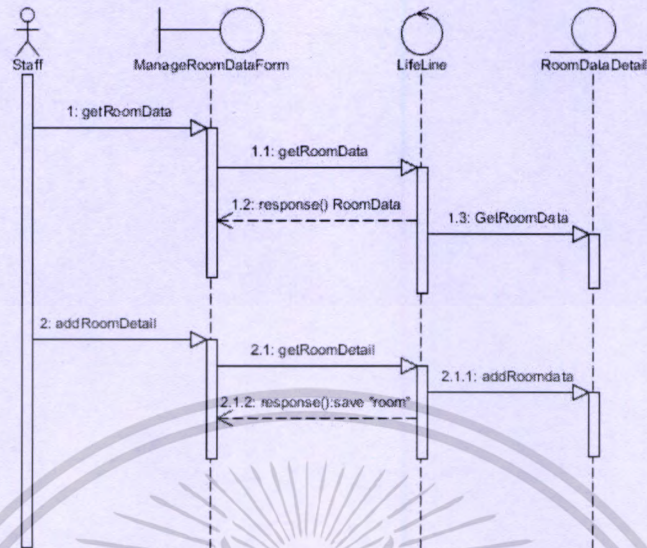 Staff
ManageRoomDataForm
LifeLine
RoomDataDetail
1: getRoomData
1.1: getRoomData
1.2: response() RoomData
1.3: GetRoomData
2: addRoomDetail
2.1: getRoomDetail
2.1.1: addRoomdata
2.1.2: response():save "room"